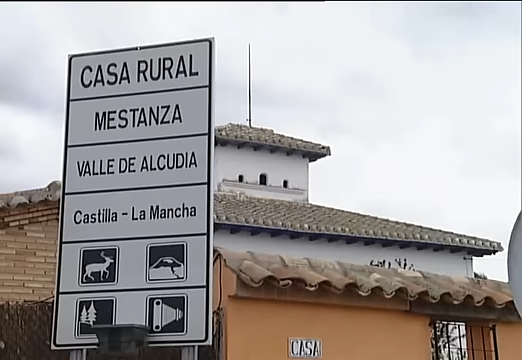 CASA RURAL
MESTANZA
VALLE DE ALCUDIA
Castilla - La Mancha
CASA